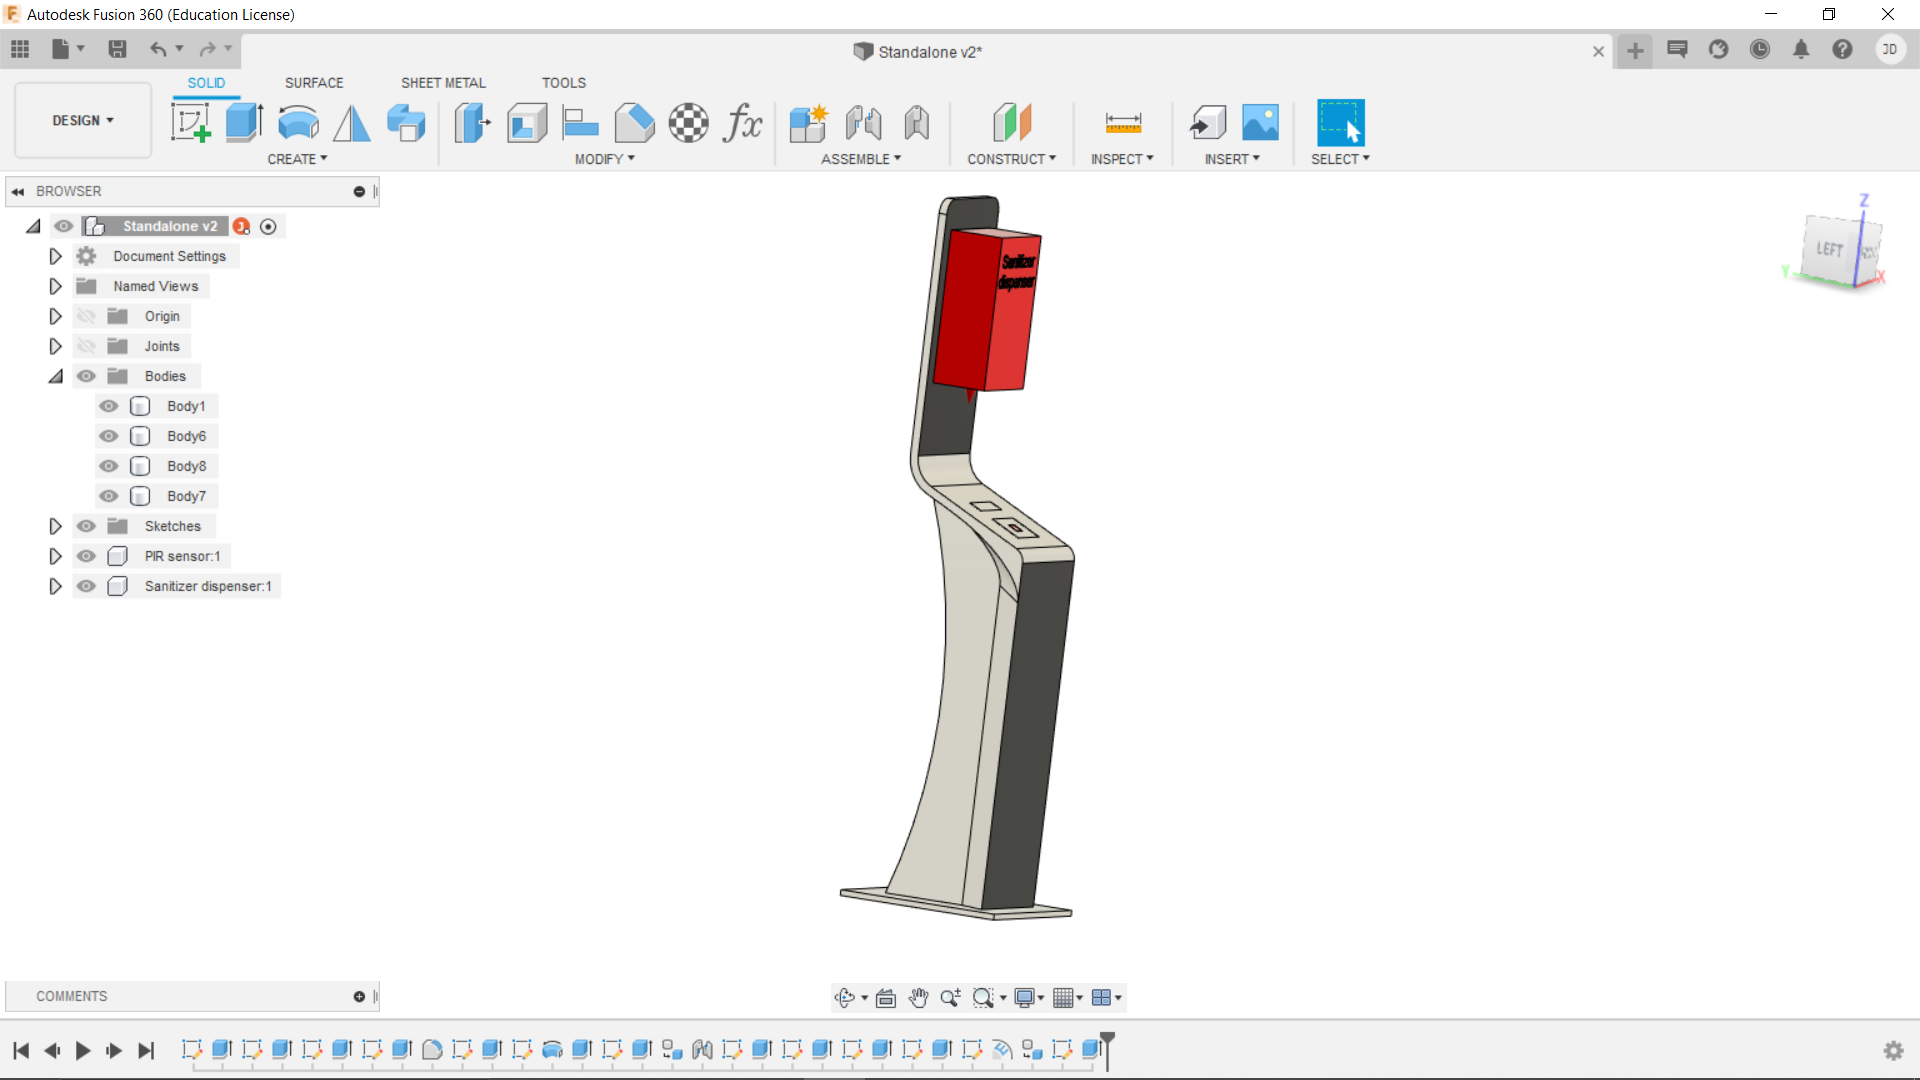 Autodesk Fusion 360 (Education License)
Standalone v2*
JD
SOLID
SURFACE
SHEET METAL
TOOLS
DESIGN
CREATE
MODIFY
ASSEMBLE
CONSTRUCT
INSPECT
INSERT
SELECT
fx
BROWSER
Standalone v2
Document Settings
Named Views
Origin
Joints
Bodies
Body1
Body6
Body8
Body7
Sketches
PIR sensor:1
Sanitizer dispenser:1
Sanitizer
dispenser
Z
LEFT
Y
X
COMMENTS